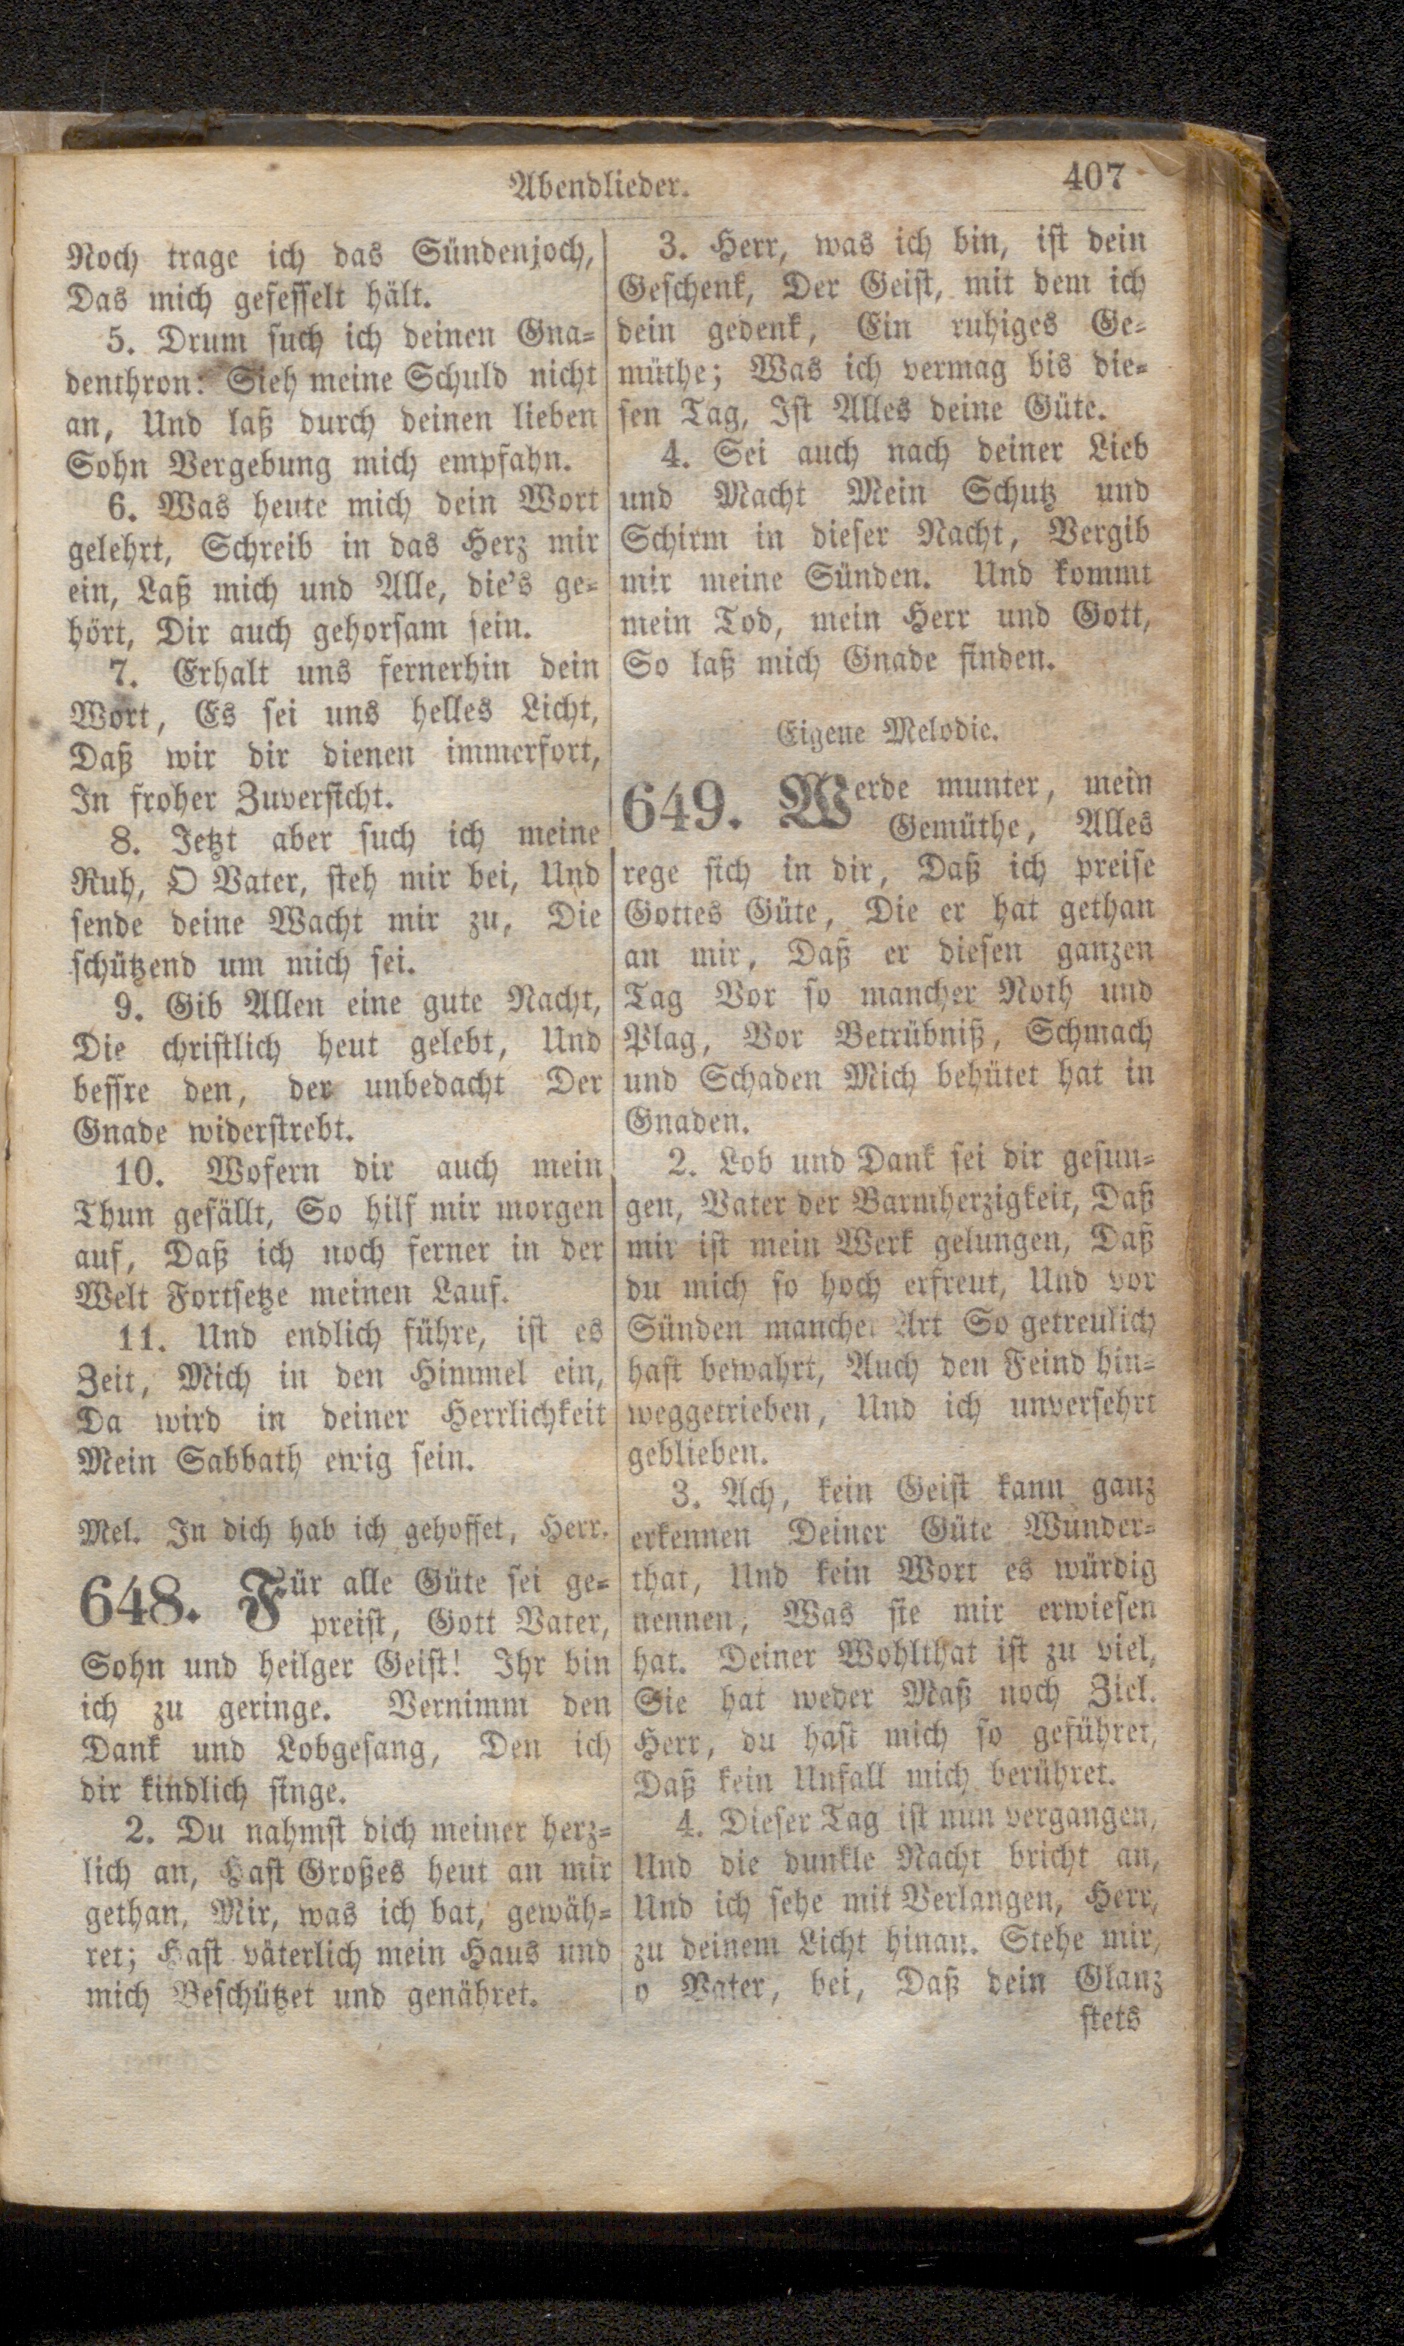 Abendlieder.
407
Noch trage ich das Sündenjoch,
Das mich gefesselt hält.
5. Drum such ich deinen Gna=
denthron: Sieh meine Schuld nicht
an, Und laß durch deinen lieben
Sohn Vergebung mich empfahn.
6. Was heute mich dein Wort
gelehrt, Schreib in das Herz mir
ein, Laß mich und Alle, die's ge=
hört, Dir auch gehorsam sein.
7. Erhalt uns fernerhin dein
Wort, Es sei uns helles Licht,
Daß wir dir dienen immerfort,
In froher Zuversicht.
8. Jetzt aber such ich meine
Ruh, O Vater, steh mir bei, Und
sende deine Wacht mir zu, Die
schützend um mich sei.
9. Gib Allen eine gute Nacht,
Die christlich heut gelebt, Und
bessre den, der unbedacht Der
Gnade widerstrebt.
10. Wofern dir auch mein
Thun gefällt, So hilf mir morgen
auf, Daß ich noch ferner in der
Welt Fortsetze meinen Lauf.
11. Und endlich führe, ist es
Zeit, Mich in den Himmel ein,
Da wird in deiner Herrlichkeit
Mein Sabbath ewig sein.
Mel. In dich hab ich gehoffet, Herr.
648. Für alle Güte sei ge=
preist, Gott Vater,
Sohn und heilger Geist! Ihr bin
ich zu geringe. Vernimm den
Dank und Lobgesang, Den ich
dir kindlich singe.
2. Du nahmst dich meiner herz=
lich an, Hast Großes heut an mir
gethan, Mir, was ich bat, gewäh=
ret; Hast väterlich mein Haus und
mich Beschützet und genähret.
3. Herr, was ich bin, ist dein
Geschenk, Der Geist, mit dem ich
dein gedenk, Ein ruhiges Ge=
müthe; Was ich vermag bis die=
sen Tag, Ist Alles deine Güte.
4. Sei auch nach deiner Lieb
und Macht Mein Schutz und
Schirm in dieser Nacht, Vergib
mir meine Sünden. Und kommt
mein Tod, mein Herr und Gott,
So laß mich Gnade finden.
Eigene Melodie.
649. Werde munter, mein
Gemüthe, Alles
rege sich in dir, Daß ich preise
Gottes Güte, Die er hat gethan
an mir, Daß er diesen ganzen
Tag Vor so mancher Noth und
Plag, Vor Betrübniß, Schmach
und Schaden Mich behütet hat in
Gnaden.
2. Lob und Dank sei dir gesun=
gen, Vater der Barmherzigkeit, Daß
mir ist mein Werk gelungen, Daß
du mich so hoch erfreut, Und vor
Sünden mancher Art So getreulich
hast bewahrt, Auch den Feind hin=
weggetrieben, Und ich unversehrt
geblieben.
3. Ach, kein Geist kann ganz
erkennen Deiner Güte Wunder=
that, Und kein Wort es würdig
nennen, Was sie mir erwiesen
hat. Deiner Wohlthat ist zu viel,
Sie hat weder Maß noch Ziel.
Herr, du hast mich so geführet,
Daß kein Unfall mich berühret.
4. Dieser Tag ist nun vergangen,
Und die dunkle Nacht bricht an,
Und ich sehe mit Verlangen, Herr,
zu deinem Licht hinan. Stehe mir,
o Vater, bei, Daß dein Glanz
stets